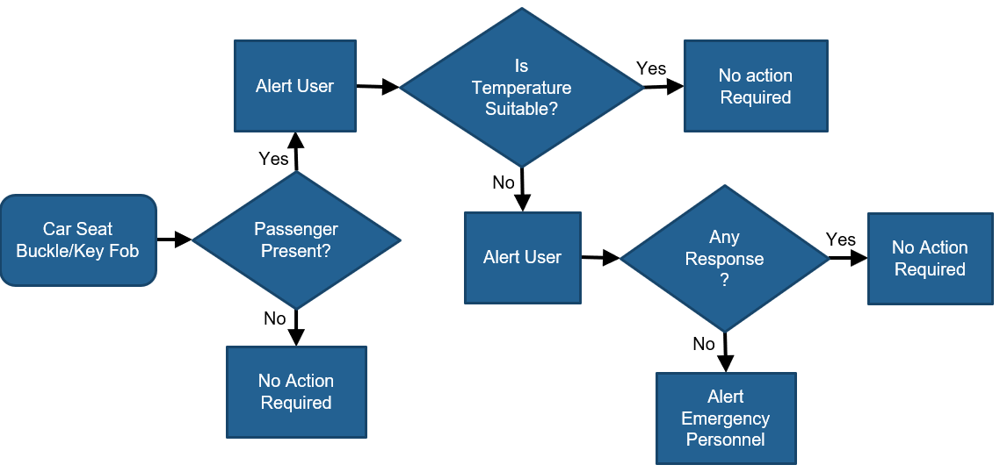 Is
Temperature
Suitable?
Alert User
Yes
No action
Required
Yes
No
Car Seat
Buckle/Key Fob
Passenger
Present?
Alert User
Any
Response
?
Yes
No Action
Required
No
No Action
Required
No
Alert
Emergency
Personnel